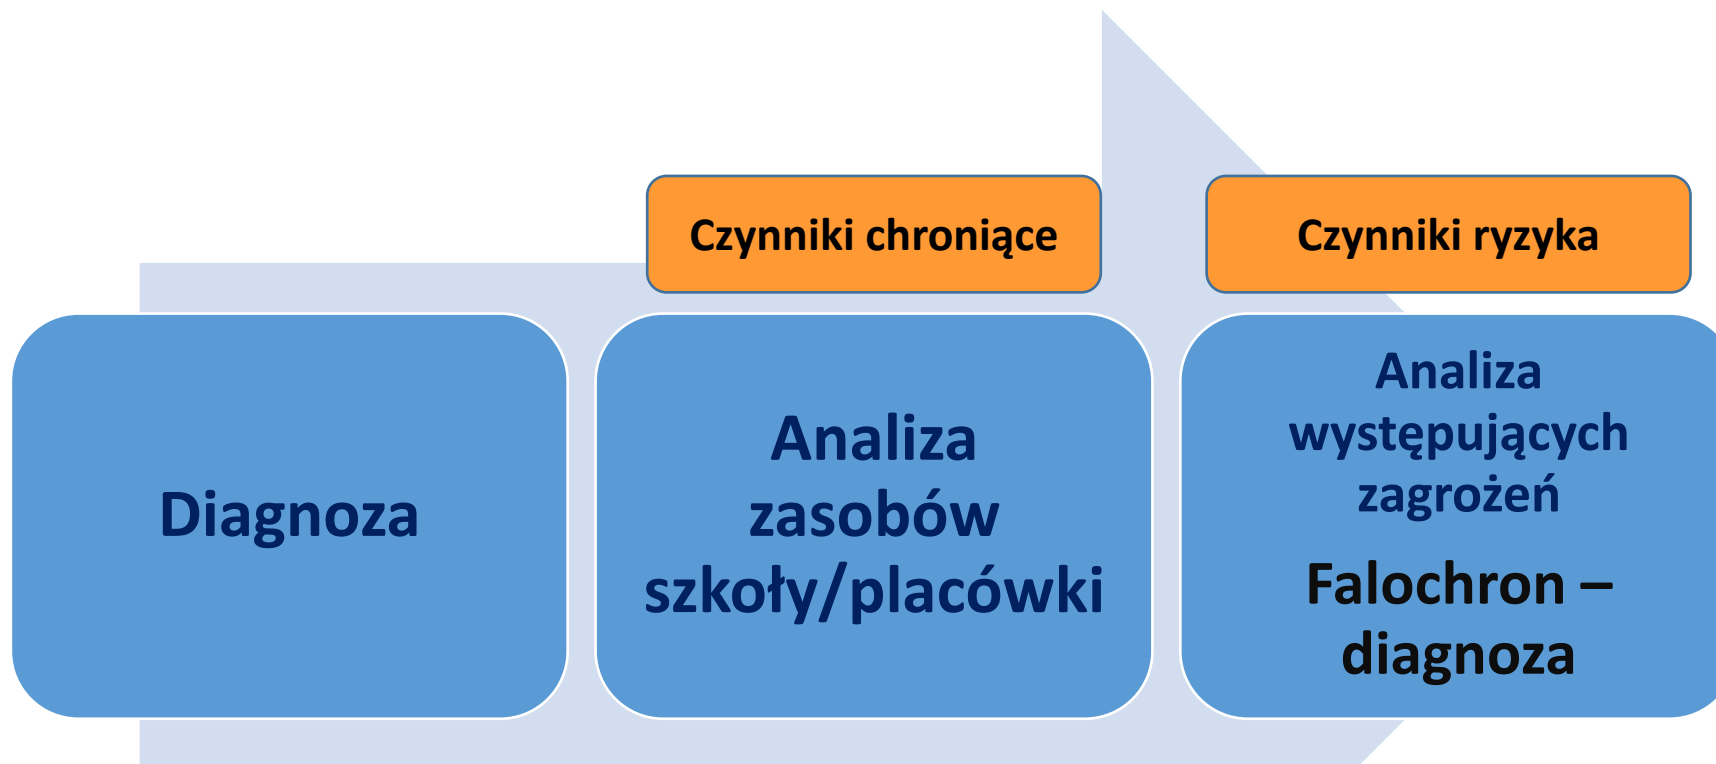 Czynniki chroniące
Czynniki ryzyka
Diagnoza
Analiza
zasobów
szkoły/placówki
Analiza
występujących
zagrożeń
Falochron –
diagnoza